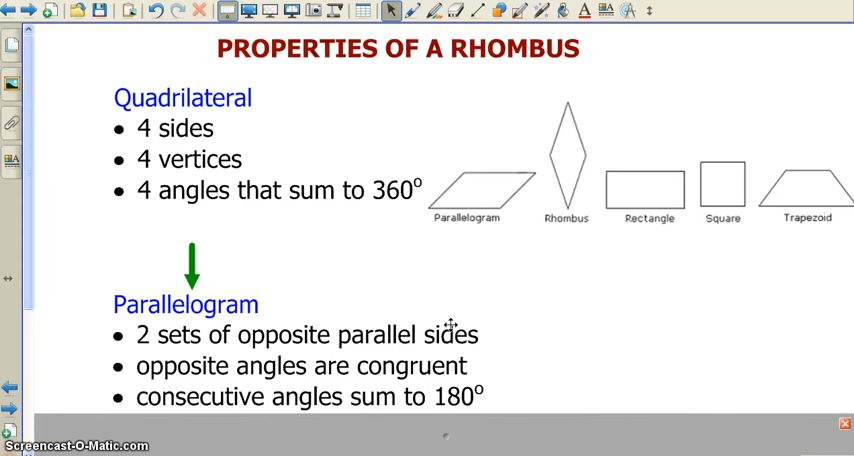 PROPERTIES OF A RHOMBUS
Quadrilateral
• 4 sides
• 4 vertices
• 4 angles that sum to 360°
Parallelogram
Rhombus
Rectangle
Square
Trapezoid
Parallelogram
• 2 sets of opposite parallel sides
• opposite angles are congruent
• consecutive angles sum to 180°
Screencast-O-Matic.com